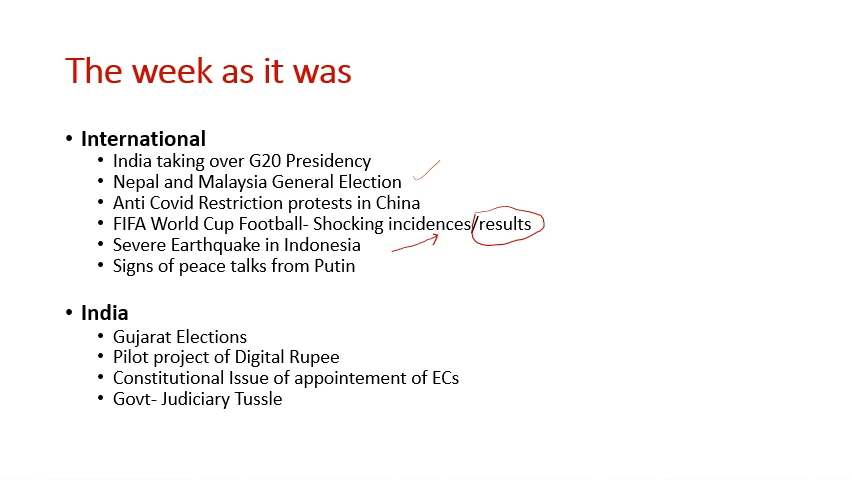 The week as it was
• International
• India taking over G20 Presidency
• Nepal and Malaysia General Election
• Anti Covid Restriction protests in China
• FIFA World Cup Football- Shocking incidences/results
• Severe Earthquake in Indonesia
• Signs of peace talks from Putin
• India
• Gujarat Elections
• Pilot project of Digital Rupee
• Constitutional Issue of appointement of ECs
• Govt- Judiciary Tussle